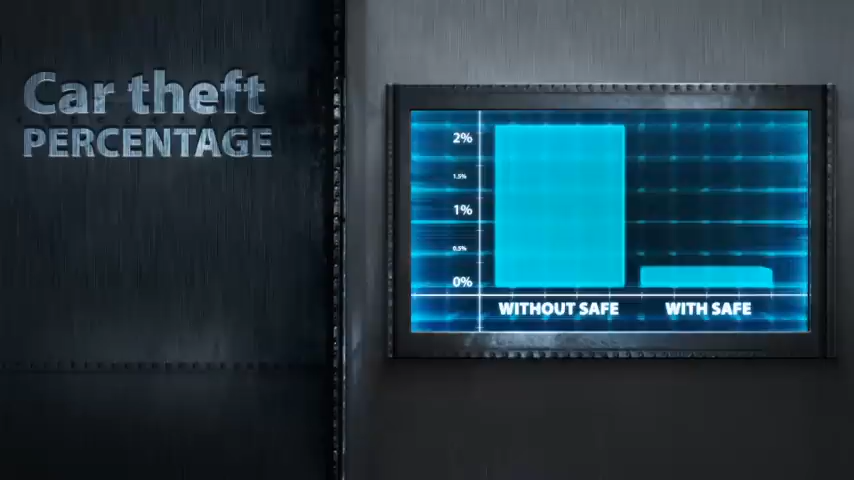 Car theft
PERCENTAGE
2%
1,5%
1%
0,5%
0%
WITHOUT SAFE
WITH SAFE